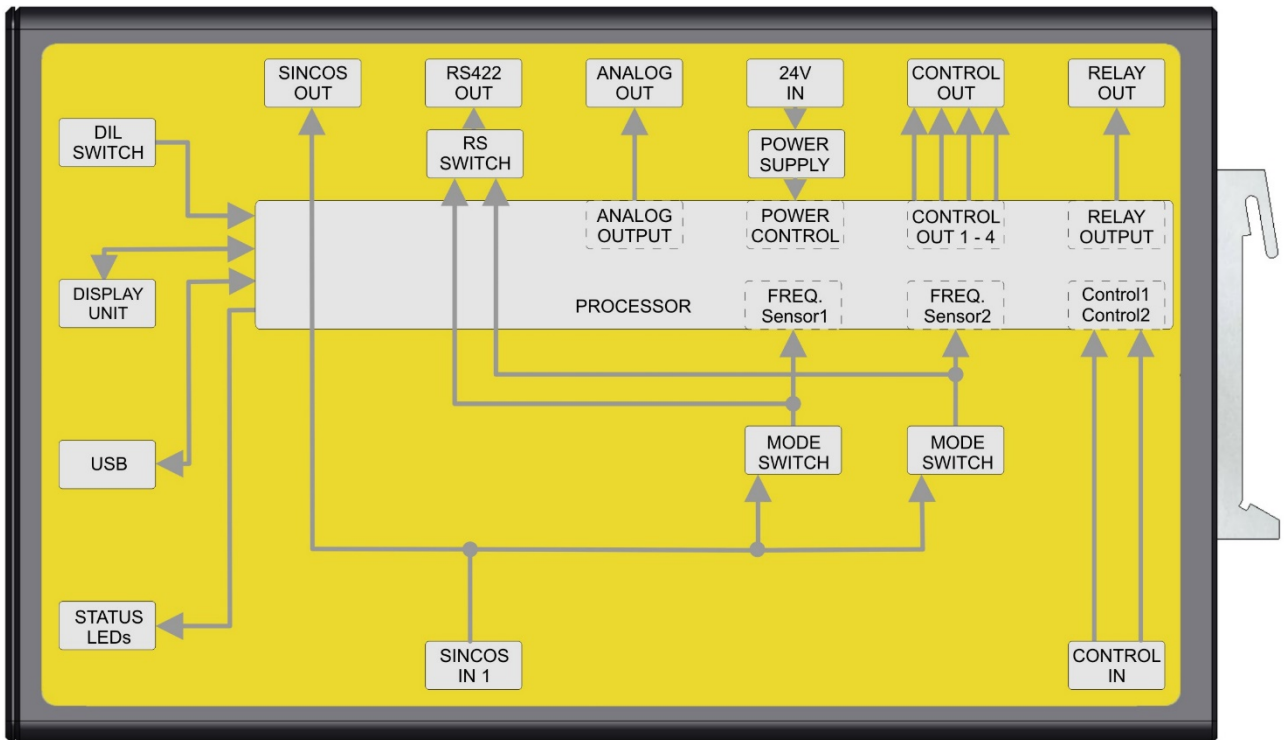 SINCOS
OUT
RS422
OUT
ANALOG
OUT
24V
IN
CONTROL
OUT
RELAY
OUT
DIL
SWITCH
RS
SWITCH
POWER
SUPPLY
ANALOG
OUTPUT
POWER
CONTROL
CONTROL
OUT 1 - 4
RELAY
OUTPUT
DISPLAY
UNIT
PROCESSOR
FREQ.
Sensor1
FREQ.
Sensor2
Control1
Control2
USB
MODE
SWITCH
MODE
SWITCH
STATUS
LEDs
SINCOS
IN 1
CONTROL
IN